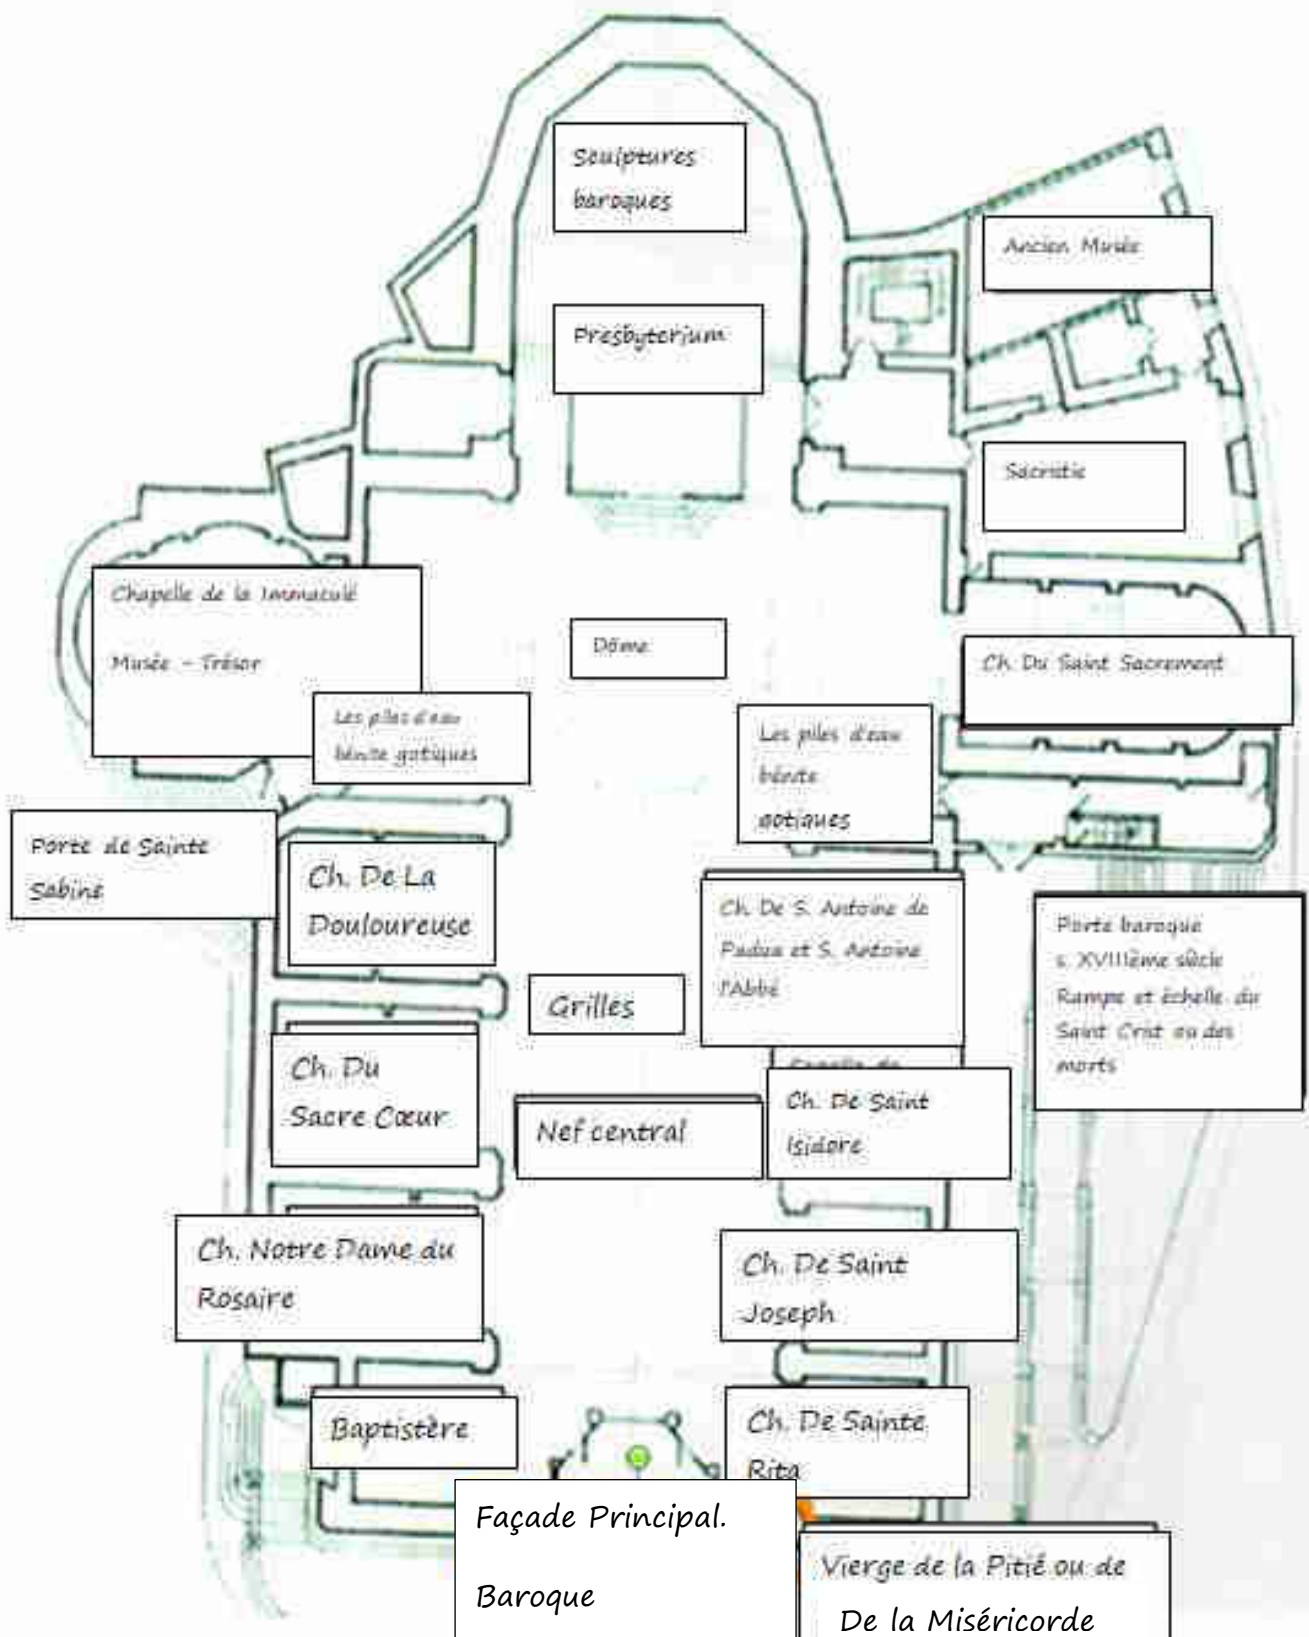 Sculptures
baroques
Ancien Musée
Presbyterium
Sacristie
Chapelle de la Immaculé
Musée - Trésor
Dôme
Ch. Du Saint Sacrement
Les piles d'eau
bénite gotiques
Les piles d'eau
bénite
gotiques
Porte de Sainte
Sabine
Ch. De La
Douloureuse
Ch. De S. Antoine de
Padua et S. Antoine
l'Abbé
Porte baroque
s. XVIIIème siècle
Rampe et échelle du
Saint Crist ou des
morts
Grilles
Ch. Du
Sacre Cœur
Nef central
Ch. De Saint
Isidore
Ch. Notre Dame du
Rosaire
Ch. De Saint
Joseph
Baptistère
Ch. De Sainte
Rita
Façade Principal.
Baroque
Vierge de la Pitié ou de
De la Miséricorde